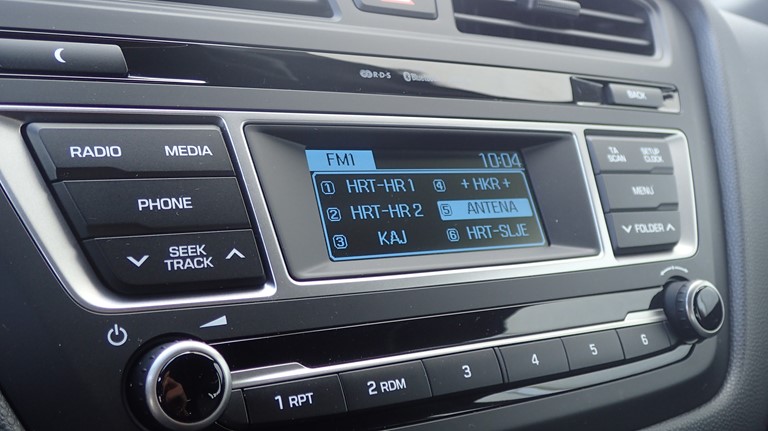 R·D·S Bluetooth
BACK
RADIO MEDIA
PHONE
SEEK
TRACK
FM1 10:04
1 HRT-HR 1 4 +HKR+
2 HRT-HR 2 5 ANTENA
3 KAJ 6 HRT-SLJE
TA
SCAN
SETUP
CLOCK
MENU
FOLDER
1 RPT 2 RDM 3 4 5 6